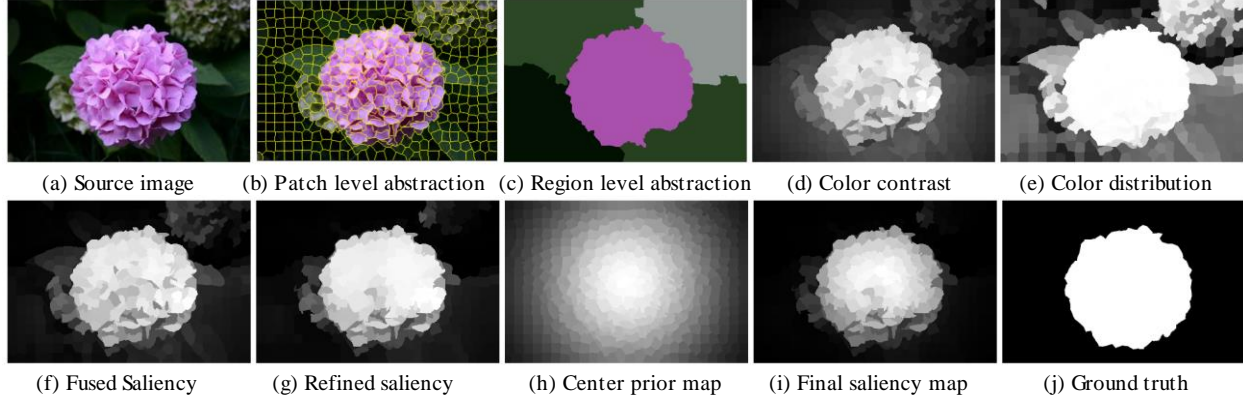 (a) Source image
(b) Patch level abstraction
(c) Region level abstraction
(d) Color contrast
(e) Color distribution
(f) Fused Saliency
(g) Refined saliency
(h) Center prior map
(i) Final saliency map
(j) Ground truth